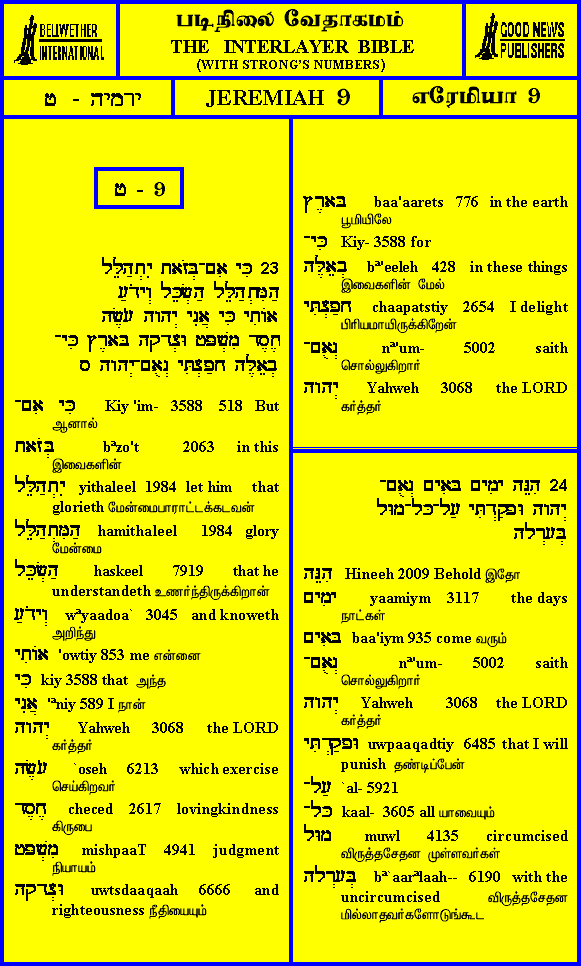 BELLWETHER
INTERNATIONAL
படிநிலை வேதாகமம்
THE INTERLAYER BIBLE
(WITH STRONG'S NUMBERS)
GOOD NEWS
PUBLISHERS
ירמיה - ט
JEREMIAH 9
எரேமியா 9
ט - 9
23 כִּי אִם־בְּזֹאת יִתְהַלֵּל
הַמִּתְהַלֵּל הַשְׂכֵּל וְיָדֹעַ
אוֹתִי כִּי אֲנִי יְהוָה עֹשֶׂה
חֶסֶד מִשְׁפָּט וּצְדָקָה בָּאָרֶץ כִּי־
בְאֵלֶּה חָפַצְתִּי נְאֻם־יְהוָה ס
כִּי אִם־ Kiy 'im- 3588 518 But
ஆனால்
בְּזֹאת bªzo't 2063 in this
இவைகளின்
יִתְהַלֵּל yithaleel 1984 let him that
glorieth மேன்மைபாராட்டக்கடவன்
הַמִּתְהַלֵּל hamithaleel 1984 glory
மேன்மை
הַשְׂכֵּל haskeel 7919 that he
understandeth உணர்ந்திருக்கிறான்
וְיָדֹעַ wªyaadoa` 3045 and knoweth
அறிந்து
אוֹתִי 'owtiy 853 me என்னை
כִּי kiy 3588 that அந்த
אֲנִי 'ªniy 589 I நான்
יְהוָה Yahweh 3068 the LORD
கர்த்தர்
עֹשֶׂה `oseh 6213 which exercise
செய்கிறவர்
חֶסֶד checed 2617 lovingkindness
கிருபை
מִשְׁפָּט mishpaaT 4941 judgment
நியாயம்
וּצְדָקָה uwtsdaaqaah 6666 and
righteousness நீதியையும்
בָּאָרֶץ baa'aarets 776 in the earth
பூமியிலே
כִּי־ Kiy- 3588 for
בְאֵלֶּה bª'eeleh 428 in these things
இவைகளின் மேல்
חָפַצְתִּי chaapatstiy 2654 I delight
பிரியமாயிருக்கிறேன்
נְאֻם־ nª'um- 5002 saith
சொல்லுகிறார்
יְהוָה Yahweh 3068 the LORD
கர்த்தர்
24 הִנֵּה יָמִים בָּאִים נְאֻם־
יְהוָה וּפָקַדְתִּי עַל־כָּל־מוּל
בְּעָרְלָה
הִנֵּה Hineeh 2009 Behold இதோ
יָמִים yaamiym 3117 the days
நாட்கள்
בָּאִים baa'iym 935 come வரும்
נְאֻם־ nª'um- 5002 saith
சொல்லுகிறார்
יְהוָה Yahweh 3068 the LORD
கர்த்தர்
וּפָקַדְתִּי uwpaaqadtiy 6485 that I will
punish தண்டிப்பேன்
עַל־ `al- 5921
כָּל־ kaal- 3605 all யாவையும்
מוּל muwl 4135 circumcised
விருத்தசேதன முள்ளவர்கள்
בְּעָרְלָה bª`aarªlaah-- 6190 with the
uncircumcised விருத்தசேதன
மில்லாதவர்களோடுங்கூட